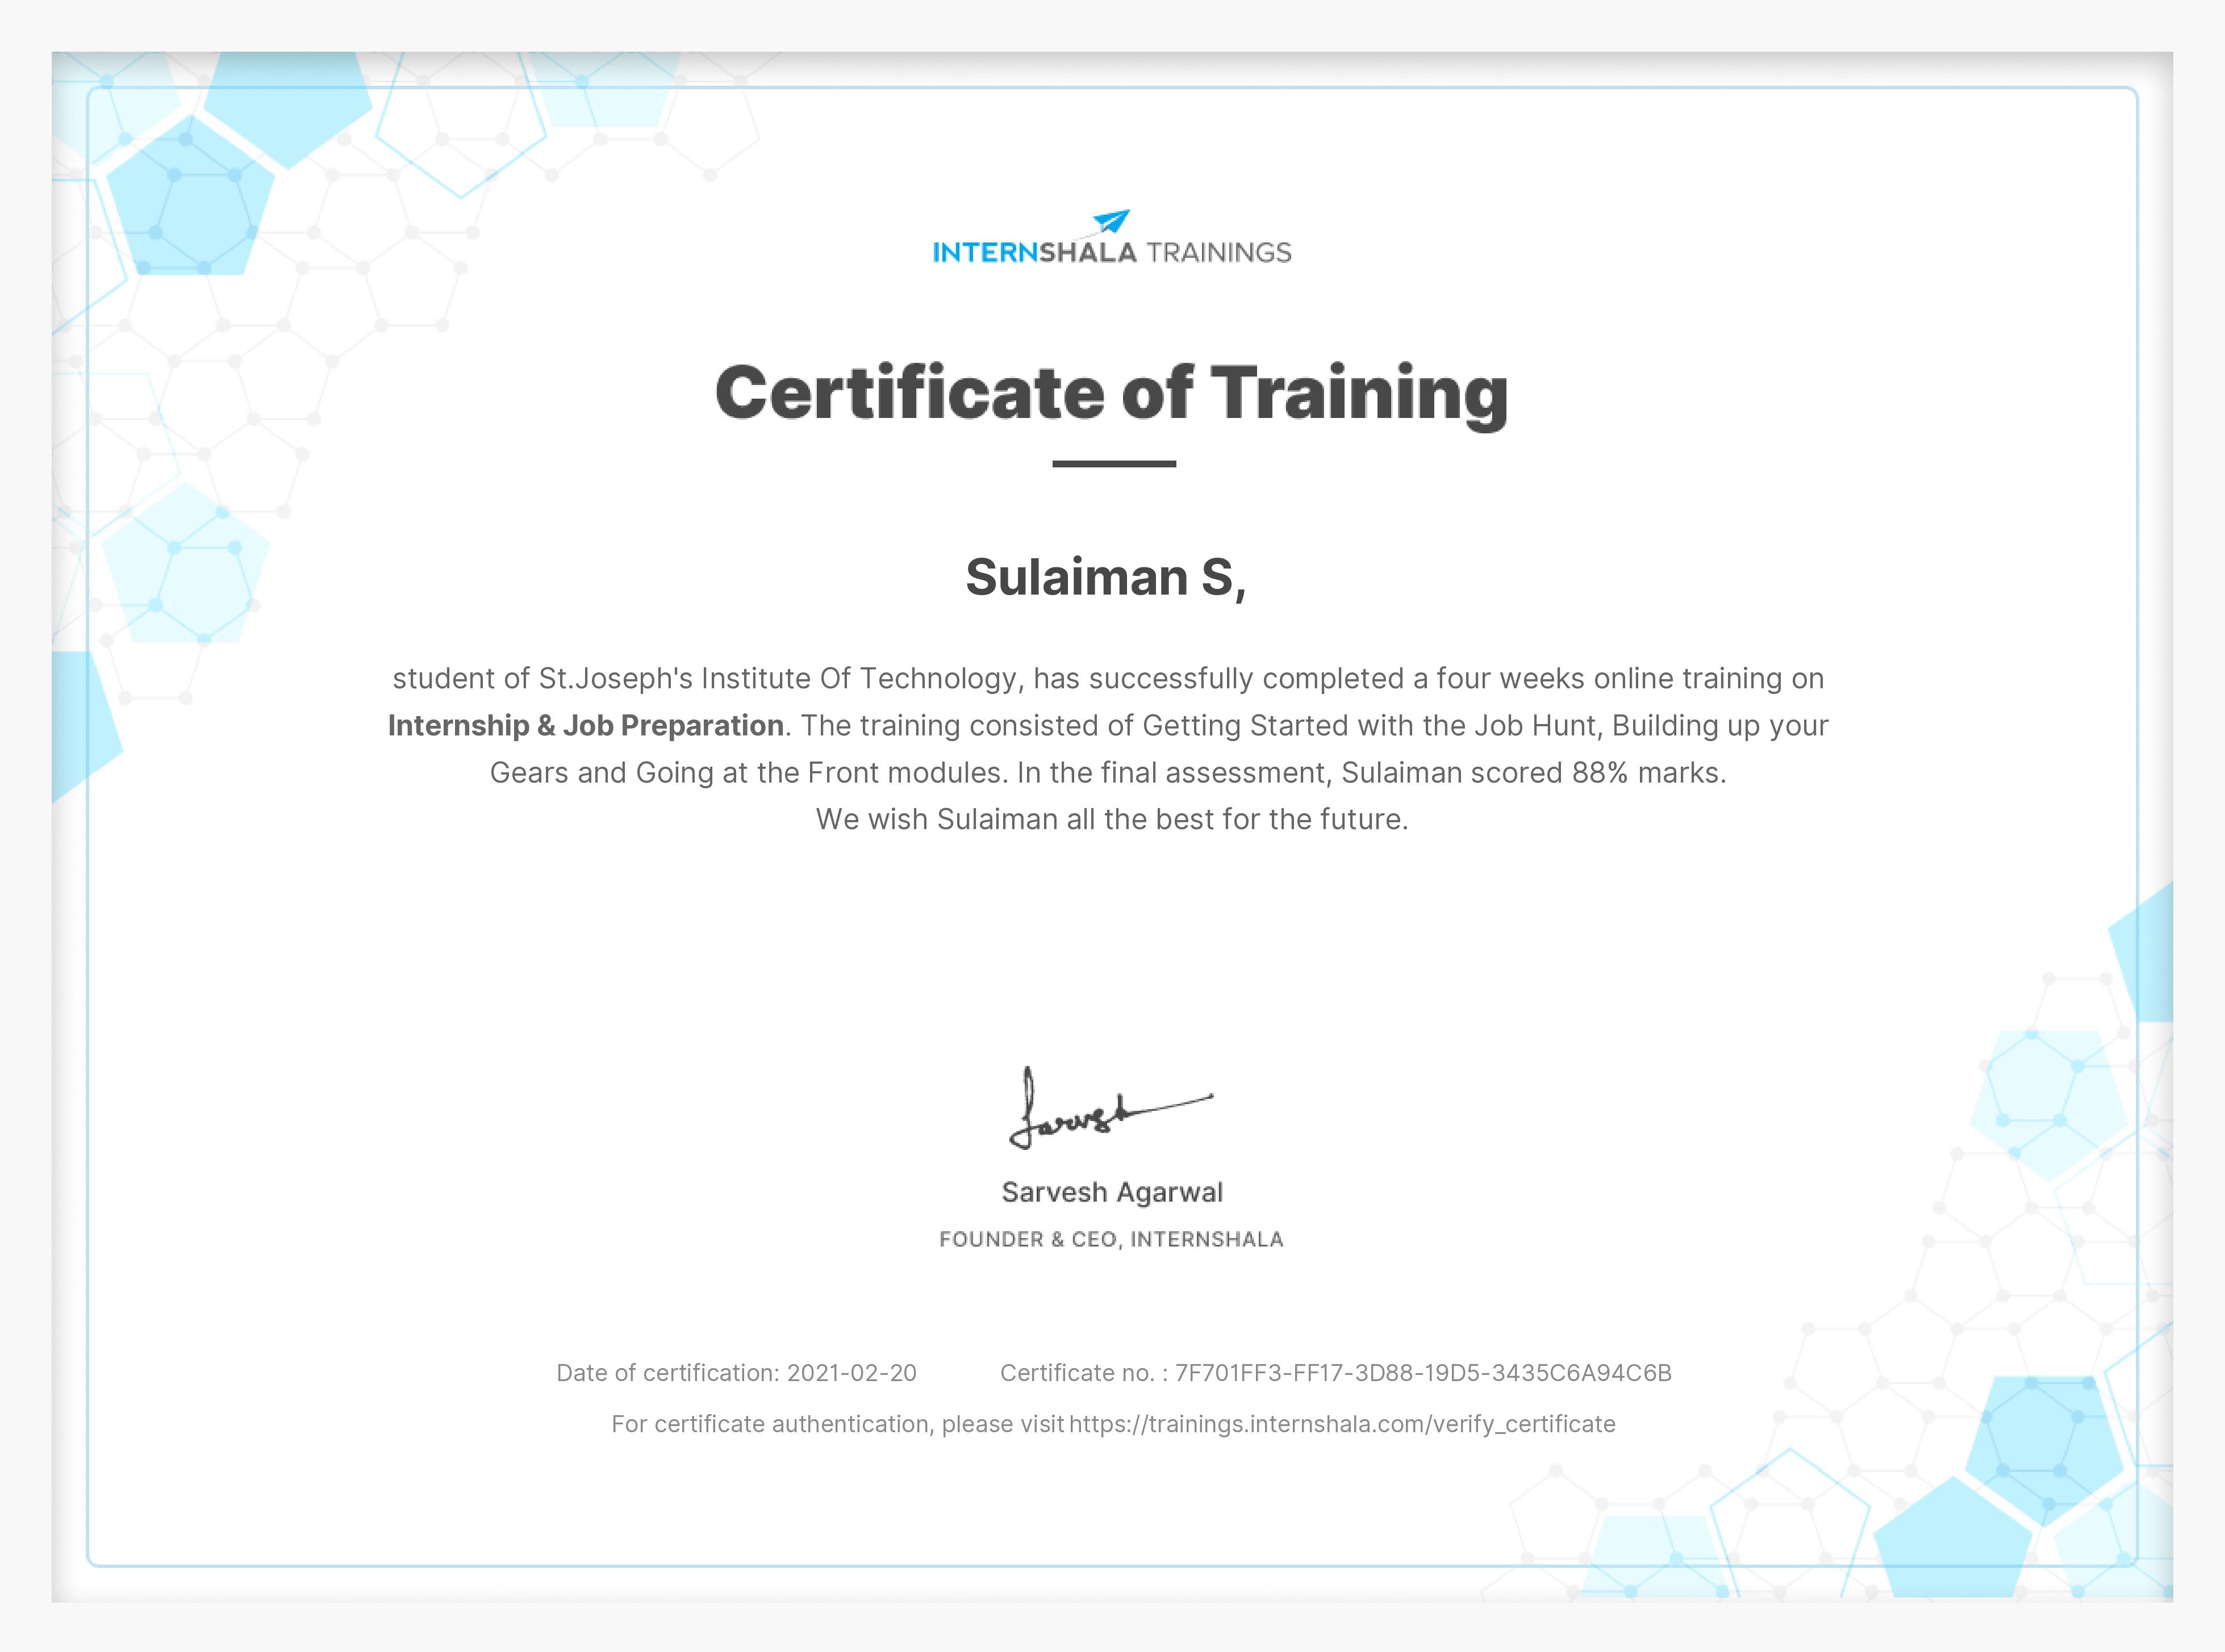 INTERNSHALA TRAININGS
Certificate of Training
Sulaiman S,
student of St.Joseph's Institute Of Technology, has successfully completed a four weeks online training on
Internship & Job Preparation. The training consisted of Getting Started with the Job Hunt, Building up your
Gears and Going at the Front modules. In the final assessment, Sulaiman scored 88% marks.
We wish Sulaiman all the best for the future.
Sarvesh
Sarvesh Agarwal
FOUNDER & CEO, INTERNSHALA
Date of certification: 2021-02-20 Certificate no. : 7F701FF3-FF17-3D88-19D5-3435C6A94C6B
For certificate authentication, please visit https://trainings.internshala.com/verify_certificate